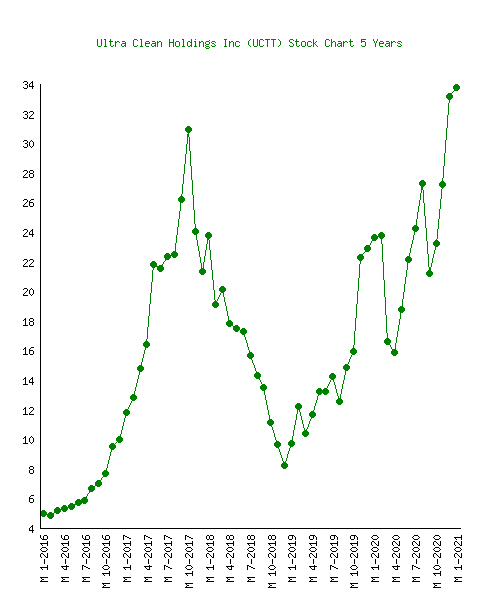 Ultra Clean Holdings Inc (UCTT) Stock Chart 5 Years
34
32
30
28
26
24
22
20
18
16
14
12
10
8
6
4
M 1-2016
M 4-2016
M 7-2016
M 10-2016
M 1-2017
M 4-2017
M 7-2017
M 10-2017
M 1-2018
M 4-2018
M 7-2018
M 10-2018
M 1-2019
M 4-2019
M 7-2019
M 10-2019
M 1-2020
M 4-2020
M 7-2020
M 10-2020
M 1-2021